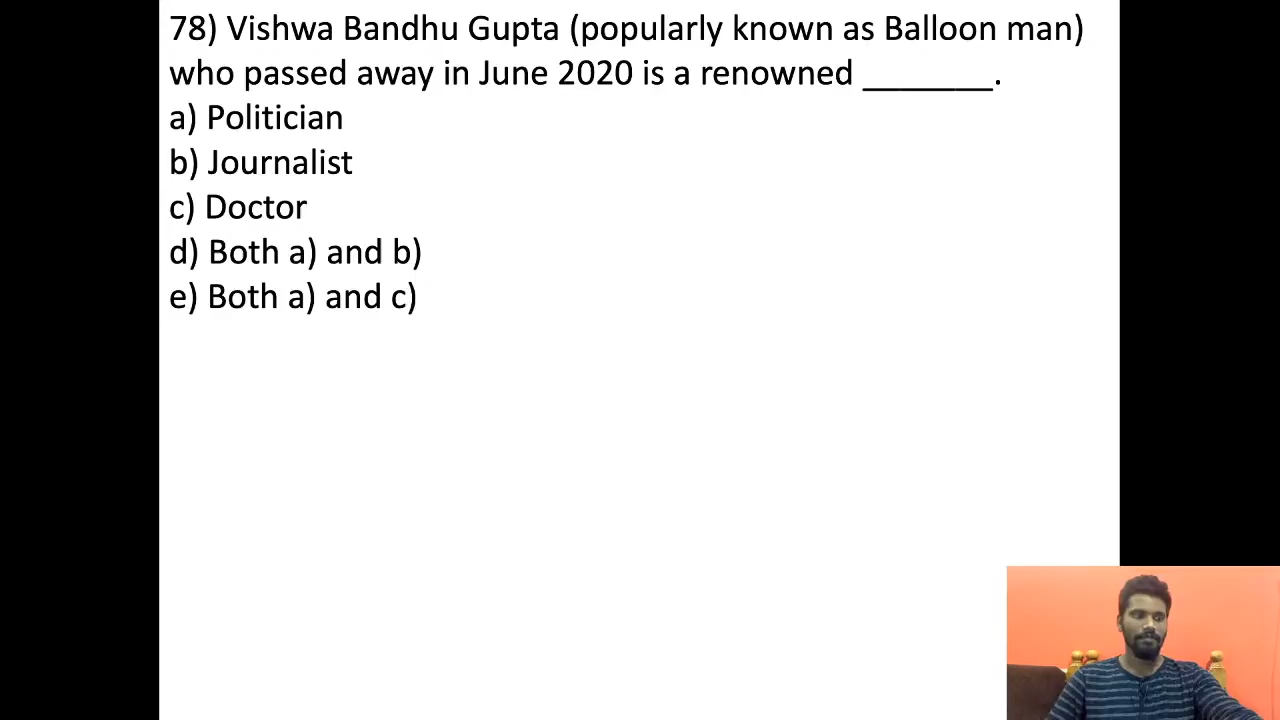 78) Vishwa Bandhu Gupta (popularly known as Balloon man)
who passed away in June 2020 is a renowned _______.
a) Politician
b) Journalist
c) Doctor
d) Both a) and b)
e) Both a) and c)